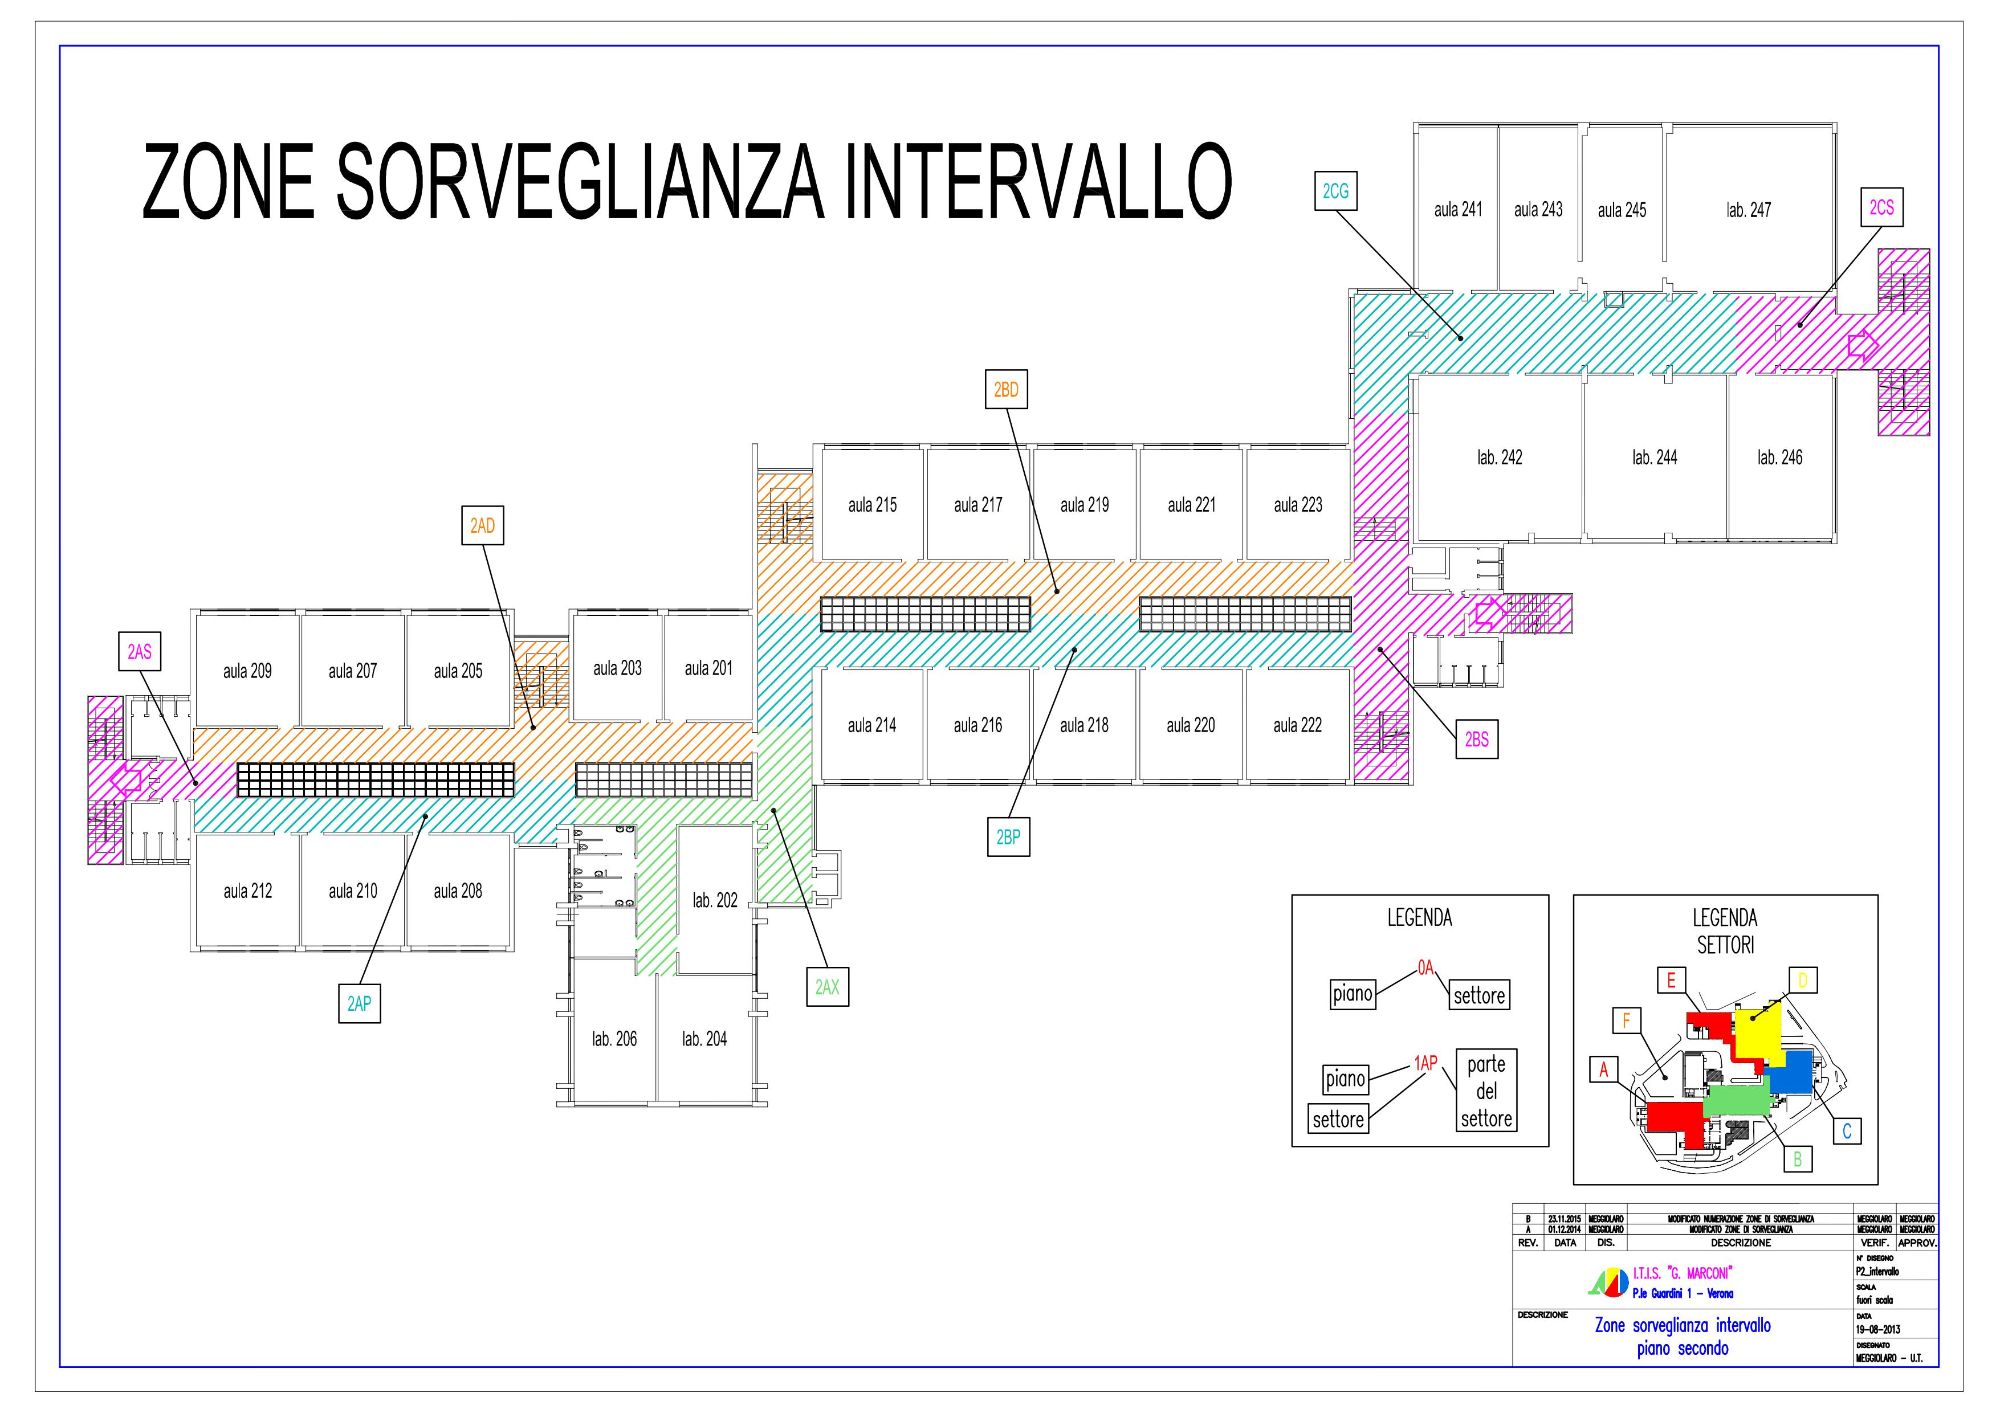 ZONE SORVEGLIANZA INTERVALLO
2CG
2CS
aula 241
aula 243
aula 245
lab. 247
2BD
lab. 242
lab. 244
lab. 246
2AD
aula 215
aula 217
aula 219
aula 221
aula 223
2AS
aula 209
aula 207
aula 205
aula 203
aula 201
aula 214
aula 216
aula 218
aula 220
aula 222
2BS
2BP
aula 212
aula 210
aula 208
lab. 202
2AP
2AX
lab. 206
lab. 204
LEGENDA
0A
piano
settore
1AP
piano
settore
parte
del
settore
LEGENDA
SETTORI
E
D
F
A
C
B
B 23.11.2015 MEGGIOLARO MODIFICATO NUMERAZIONE ZONE DI SORVEGLIANZA MEGGIOLARO MEGGIOLARO
A 01.12.2014 MEGGIOLARO MODIFICATO ZONE DI SORVEGLIANZA MEGGIOLARO MEGGIOLARO
REV. DATA DIS. DESCRIZIONE VERIF. APPROV.
I.T.I.S. "G. MARCONI"
P.le Guardini 1 - Verona
N° DISEGNO
P2_intervallo
SCALA
fuori scala
DESCRIZIONE
Zone sorveglianza intervallo
piano secondo
DATA
19-08-2013
DISEGNATO
MEGGIOLARO - U.T.